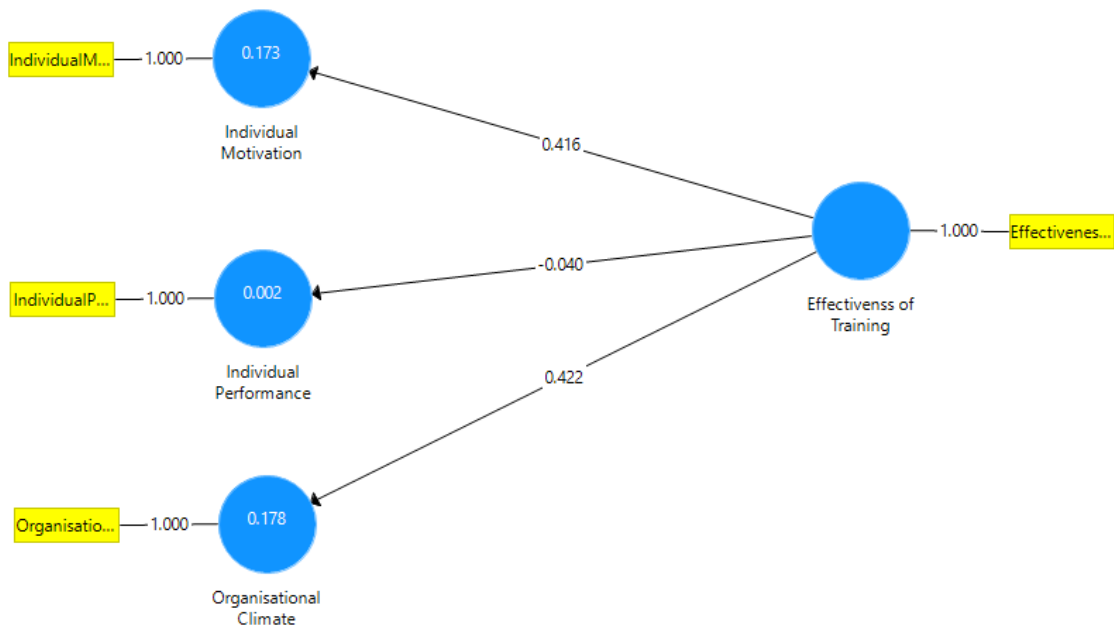 IndividualM...
1.000
0.173
Individual
Motivation
0.416
IndividualP...
1.000
0.002
Individual
Performance
-0.040
1.000
Effectivenes...
Effectivenss of
Training
0.422
Organisatio...
1.000
0.178
Organisational
Climate